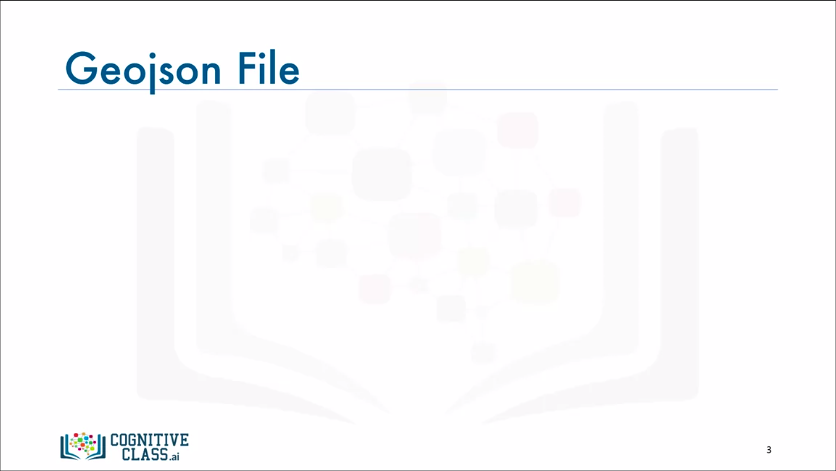 Geojson File
COGNITIVE
CLASS.ai
3